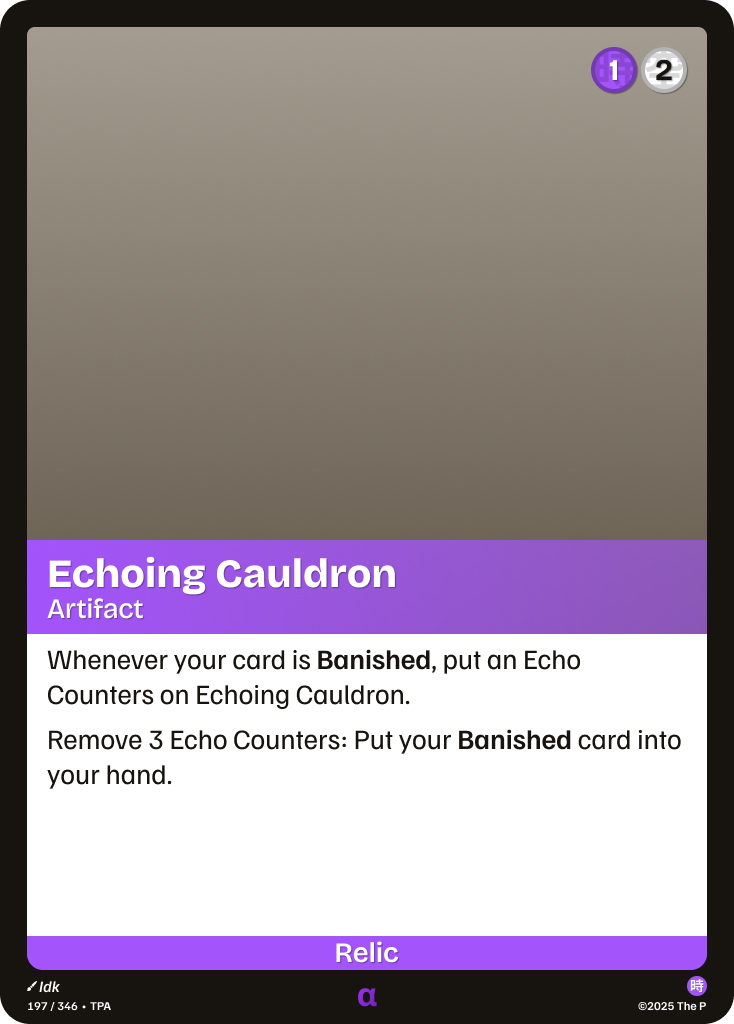 1 2
Echoing Cauldron
Artifact
Whenever your card is Banished, put an Echo
Counters on Echoing Cauldron.
Remove 3 Echo Counters: Put your Banished card into
your hand.
Relic
Idk
197 / 346 • TPA
α
時
©2025 The P